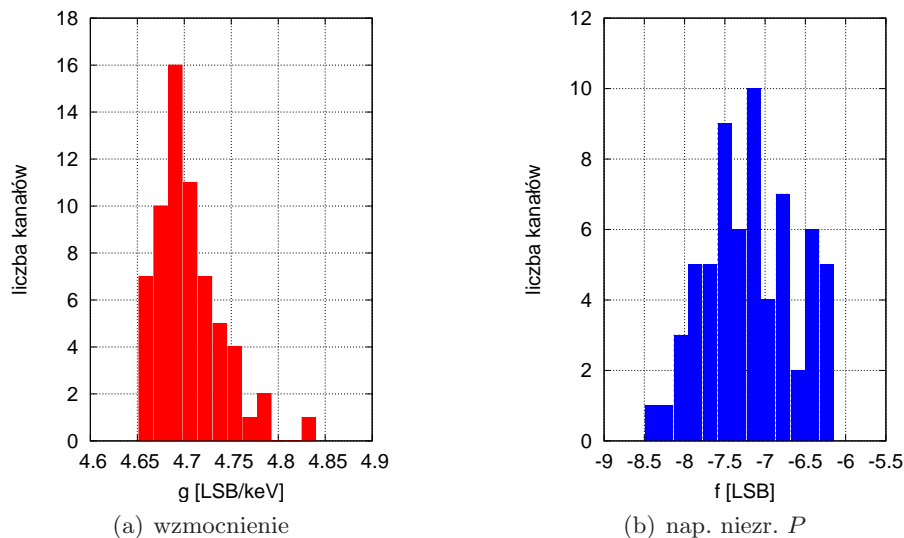 18
16
14
12
10
8
6
4
2
0
4.6 4.65 4.7 4.75 4.8 4.85 4.9
liczba kanałów
g [LSB/keV]
(a) wzmocnienie
12
10
8
6
4
2
0
-9 -8.5 -8 -7.5 -7 -6.5 -6 -5.5
liczba kanałów
f [LSB]
(b) nap. niezr. P